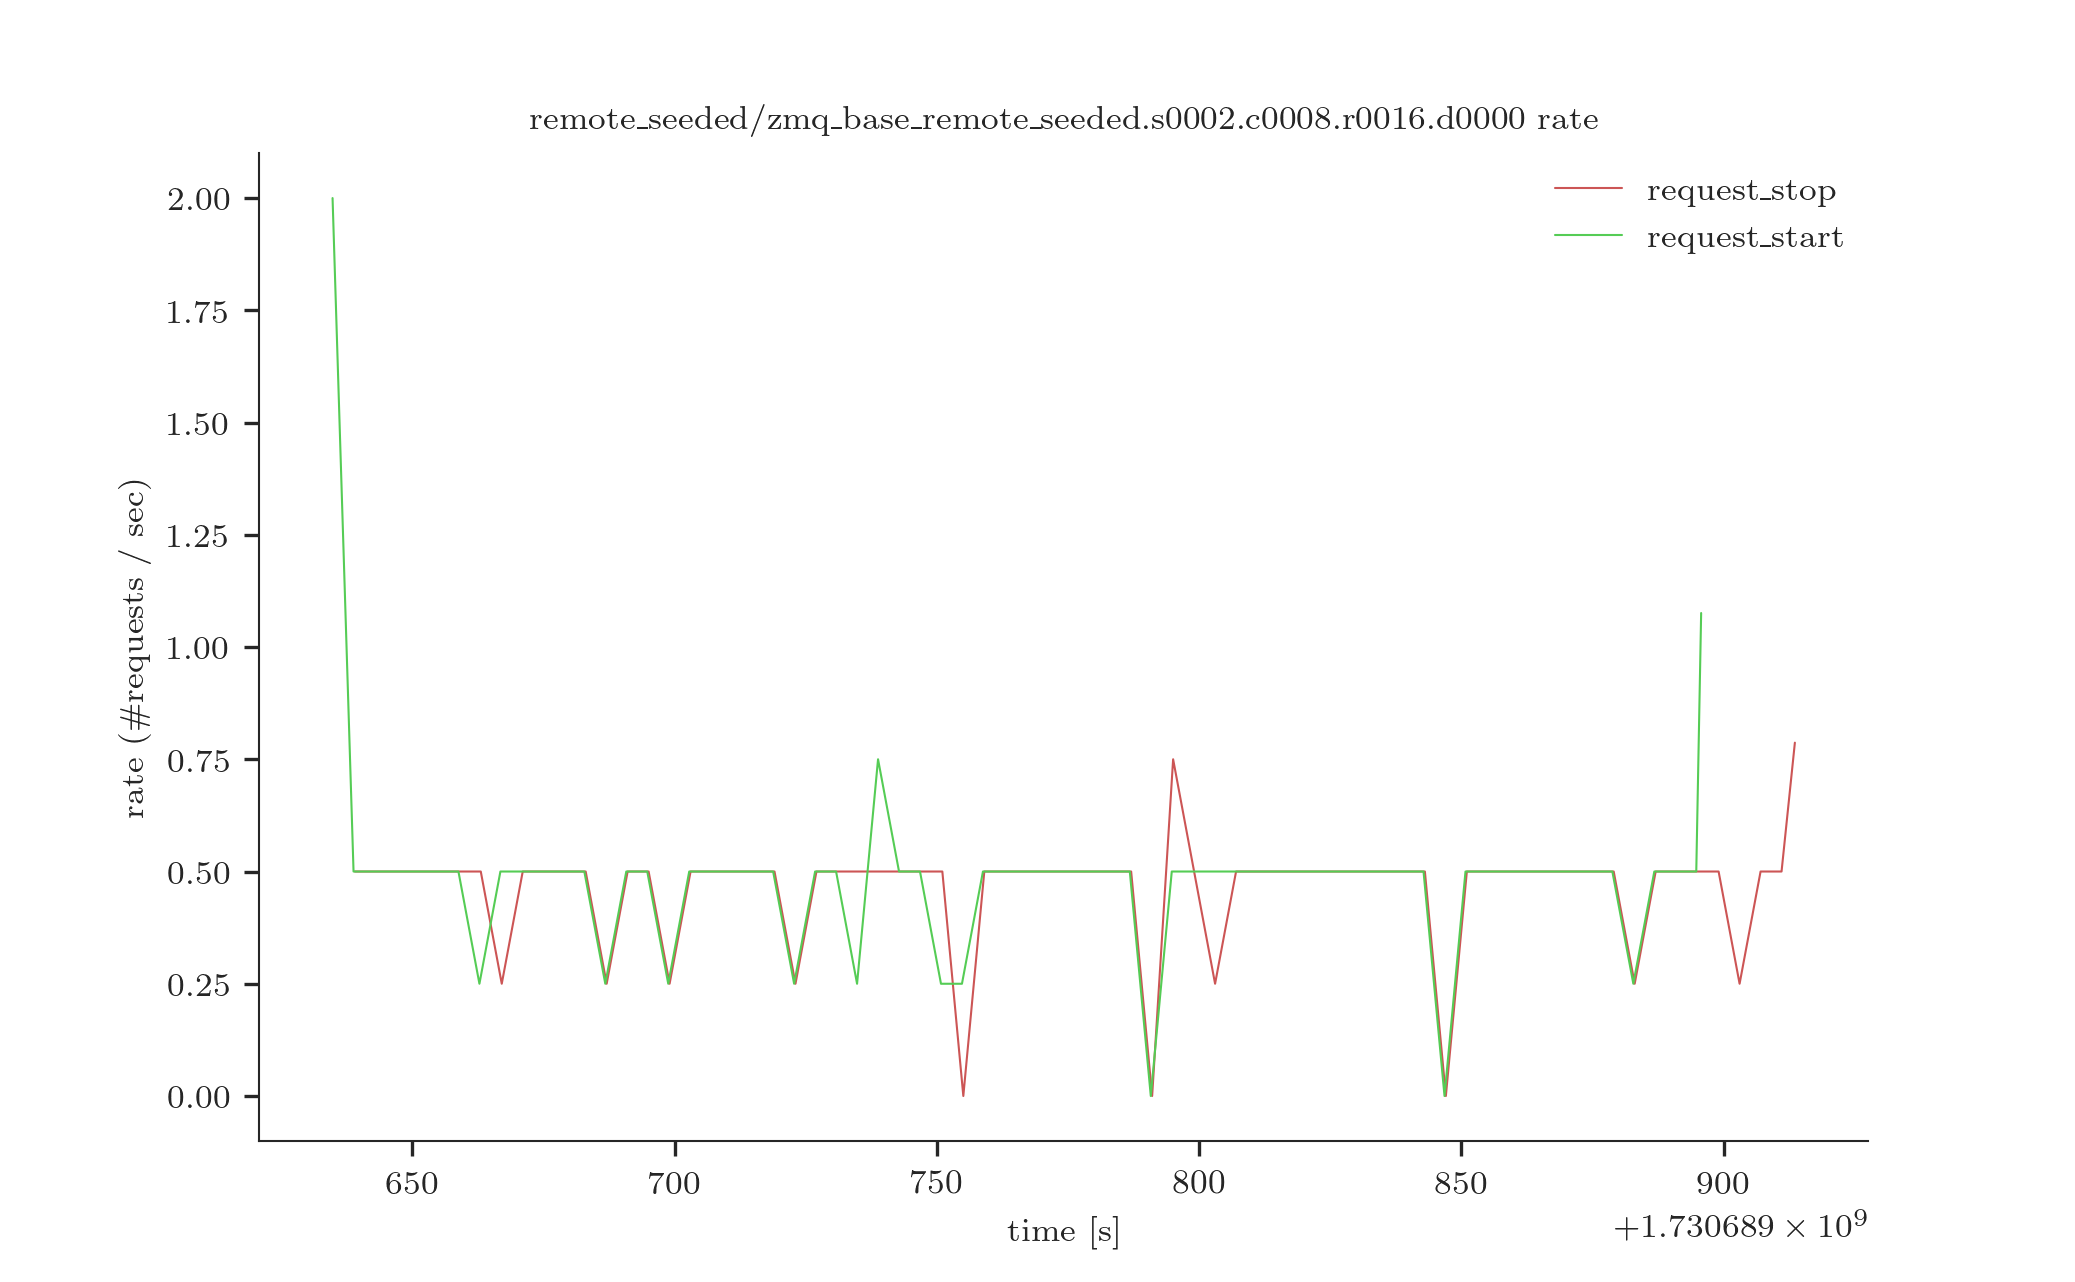 remote_seeded/zmq_base_remote_seeded.s0002.c0008.r0016.d0000 rate
request_stop
request_start
rate (#requests / sec)
2.00
1.75
1.50
1.25
1.00
0.75
0.50
0.25
0.00
650 700 750 800 850 900
time [s]
+1.730689 × 10⁹